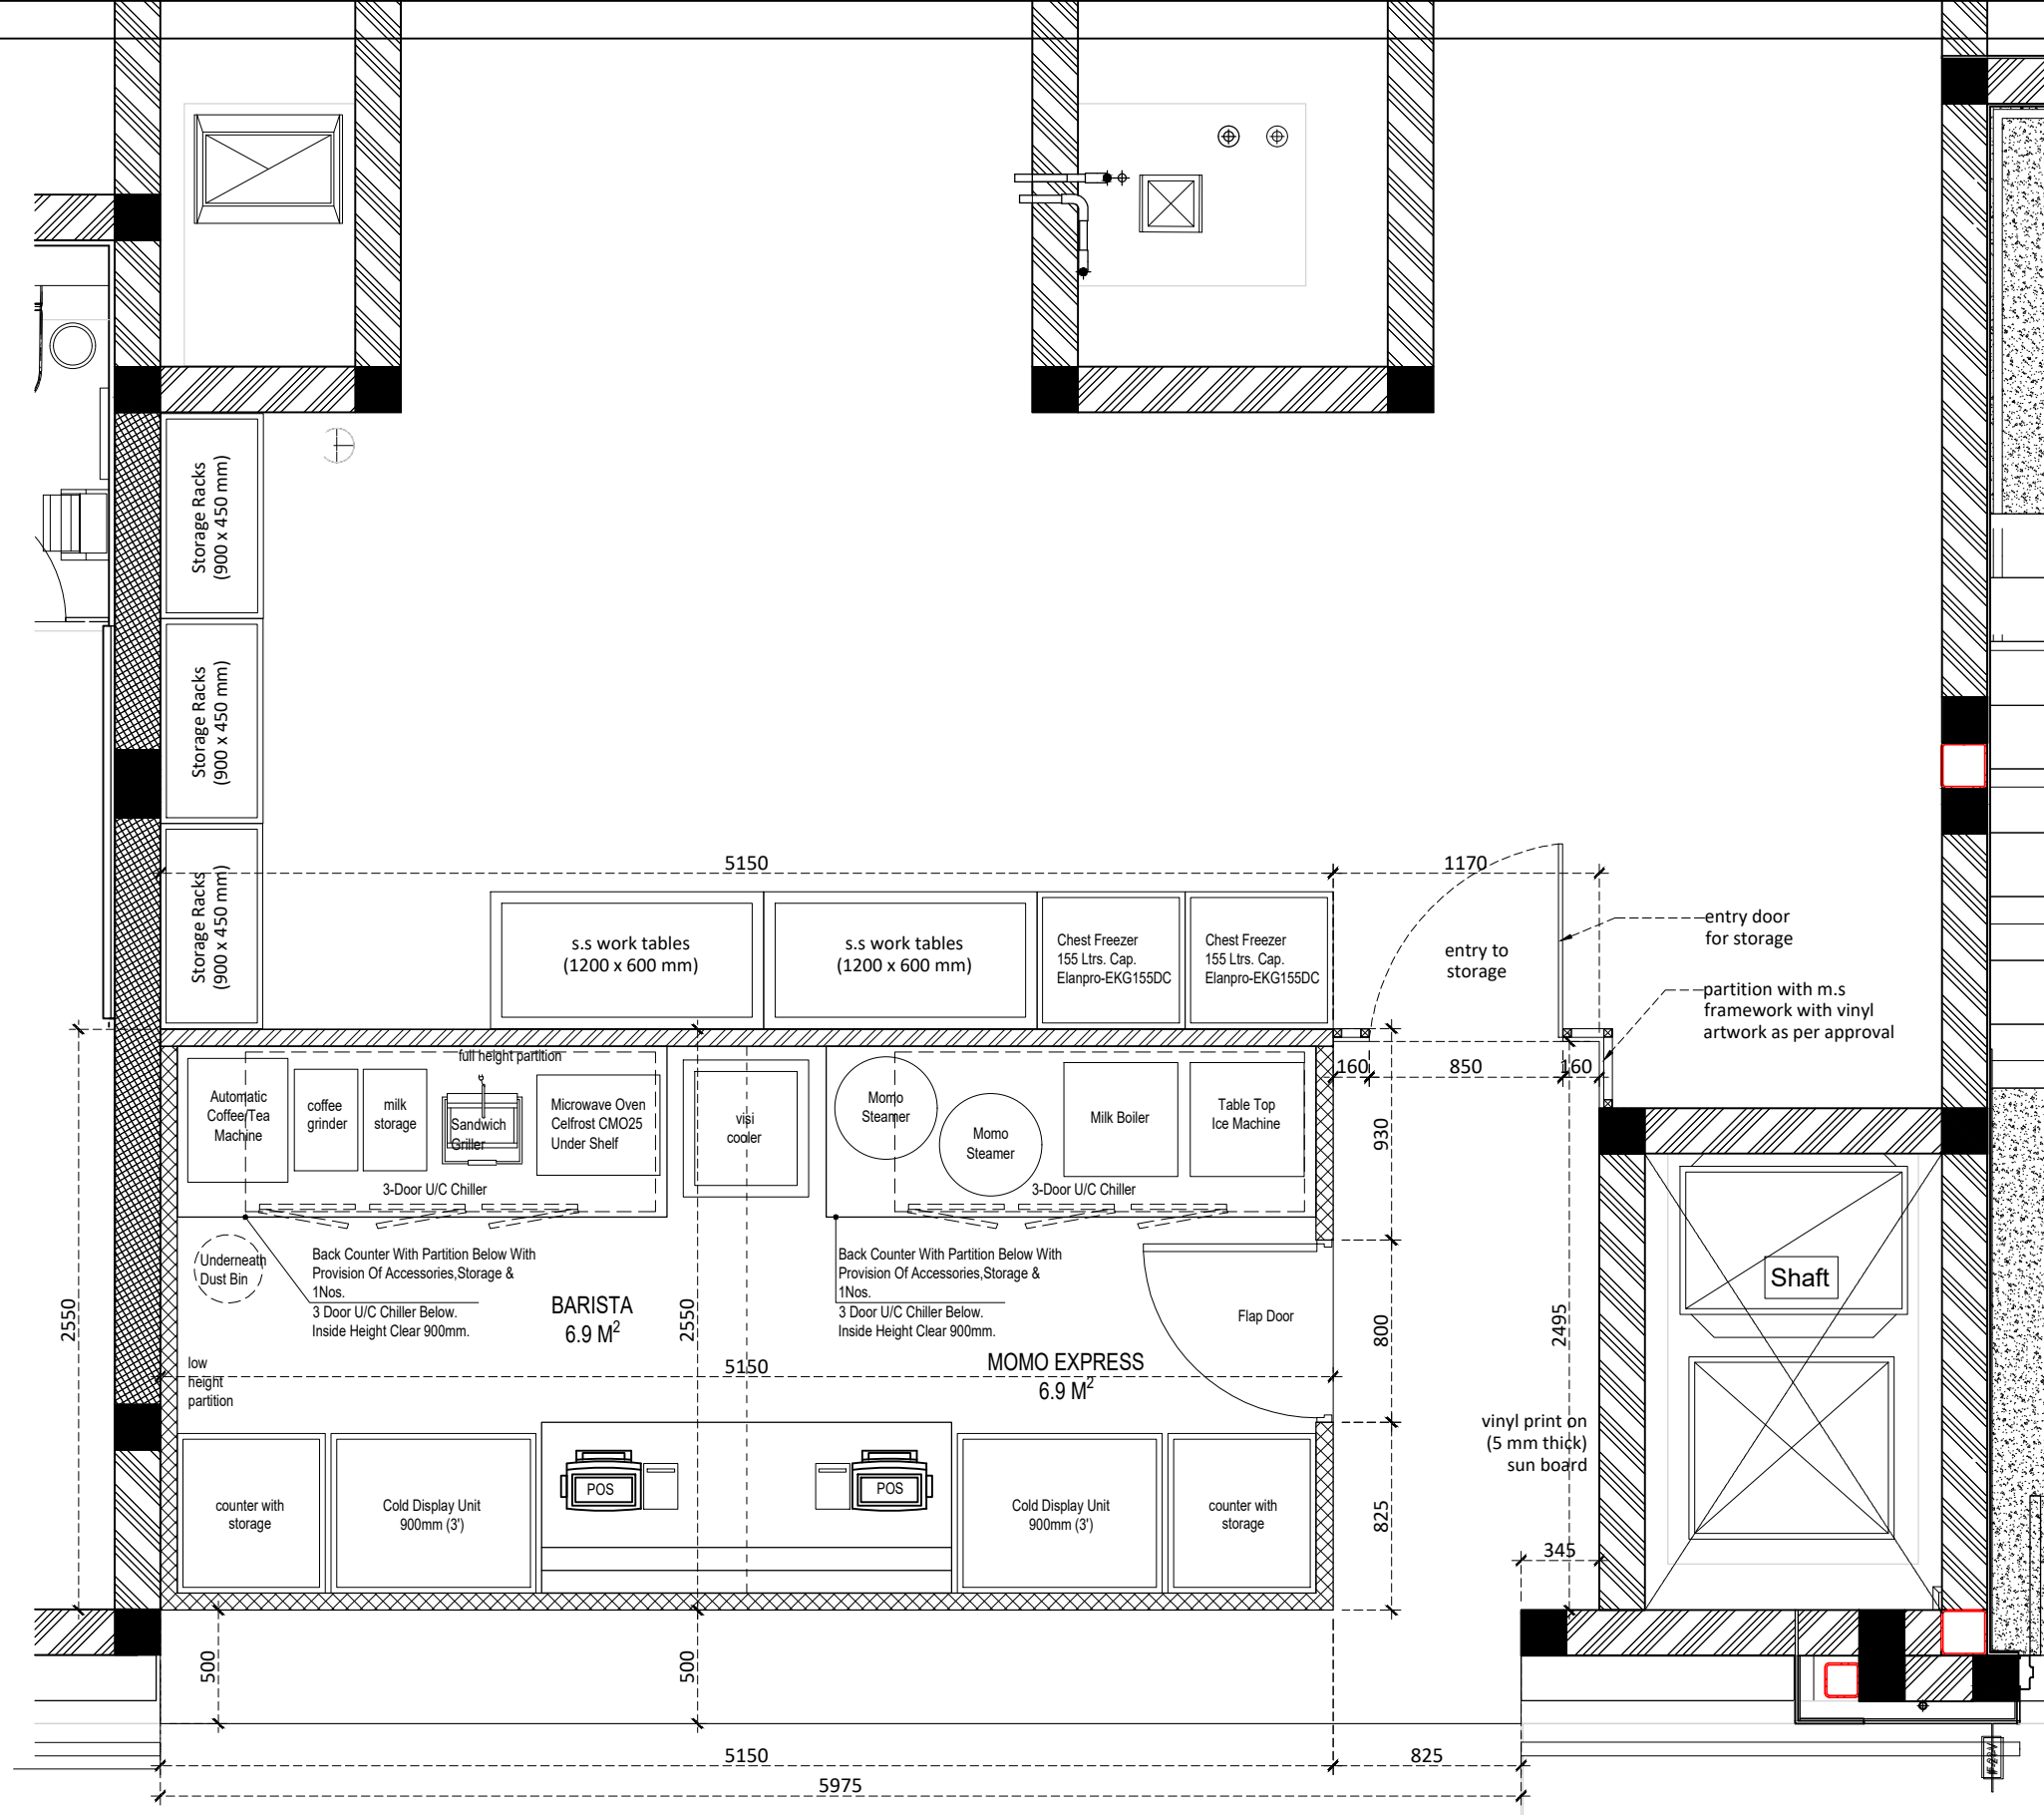 Storage Racks
(900 x 450 mm)
Storage Racks
(900 x 450 mm)
Storage Racks
(900 x 450 mm)
5150
1170
s.s work tables
(1200 x 600 mm)
s.s work tables
(1200 x 600 mm)
Chest Freezer
155 Ltrs. Cap.
Elanpro-EKG155DC
Chest Freezer
155 Ltrs. Cap.
Elanpro-EKG155DC
entry to
storage
entry door
for storage
partition with m.s
framework with vinyl
artwork as per approval
full height partition
160
850
160
Automatic
Coffee/Tea
Machine
coffee
grinder
milk
storage
Sandwich
Griller
Microwave Oven
Celfrost CMO25
Under Shelf
visi
cooler
Momo
Steamer
Momo
Steamer
Milk Boiler
Table Top
Ice Machine
930
3-Door U/C Chiller
3-Door U/C Chiller
Underneath
Dust Bin
Back Counter With Partition Below With
Provision Of Accessories,Storage &
1Nos.
3 Door U/C Chiller Below.
Inside Height Clear 900mm.
Back Counter With Partition Below With
Provision Of Accessories,Storage &
1Nos.
3 Door U/C Chiller Below.
Inside Height Clear 900mm.
BARISTA
6.9 M2
2550
2550
Flap Door
800
2495
Shaft
MOMO EXPRESS
6.9 M2
5150
low
height
partition
vinyl print on
(5 mm thick)
sun board
POS
POS
counter with
storage
Cold Display Unit
900mm (3')
Cold Display Unit
900mm (3')
counter with
storage
825
345
500
500
5150
825
5975